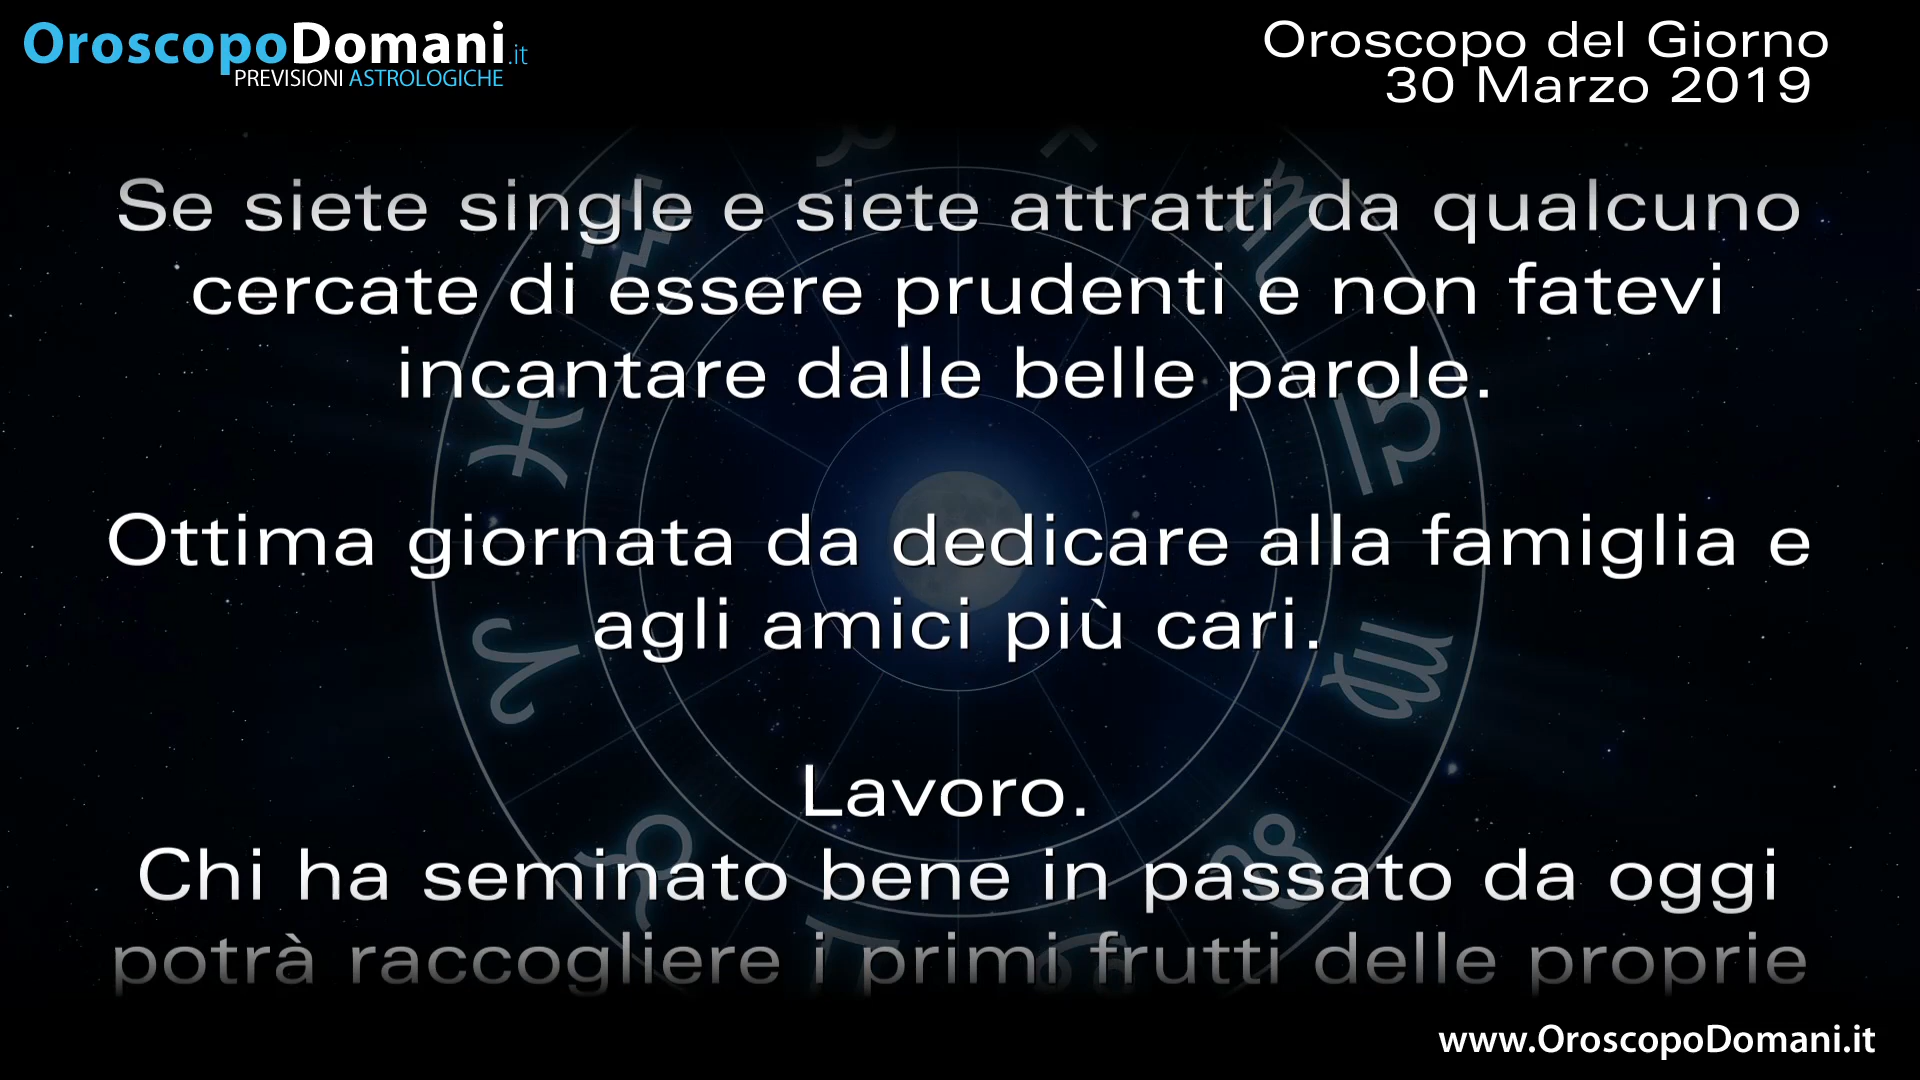 OroscopoDomani.it
PREVISIONI ASTROLOGICHE
Oroscopo del Giorno
30 Marzo 2019
Se siete single e siete attratti da qualcuno
cercate di essere prudenti e non fatevi
incantare dalle belle parole.
Ottima giornata da dedicare alla famiglia e
agli amici più cari.
Lavoro.
Chi ha seminato bene in passato da oggi
potrà raccogliere i primi frutti delle proprie
www.OroscopoDomani.it